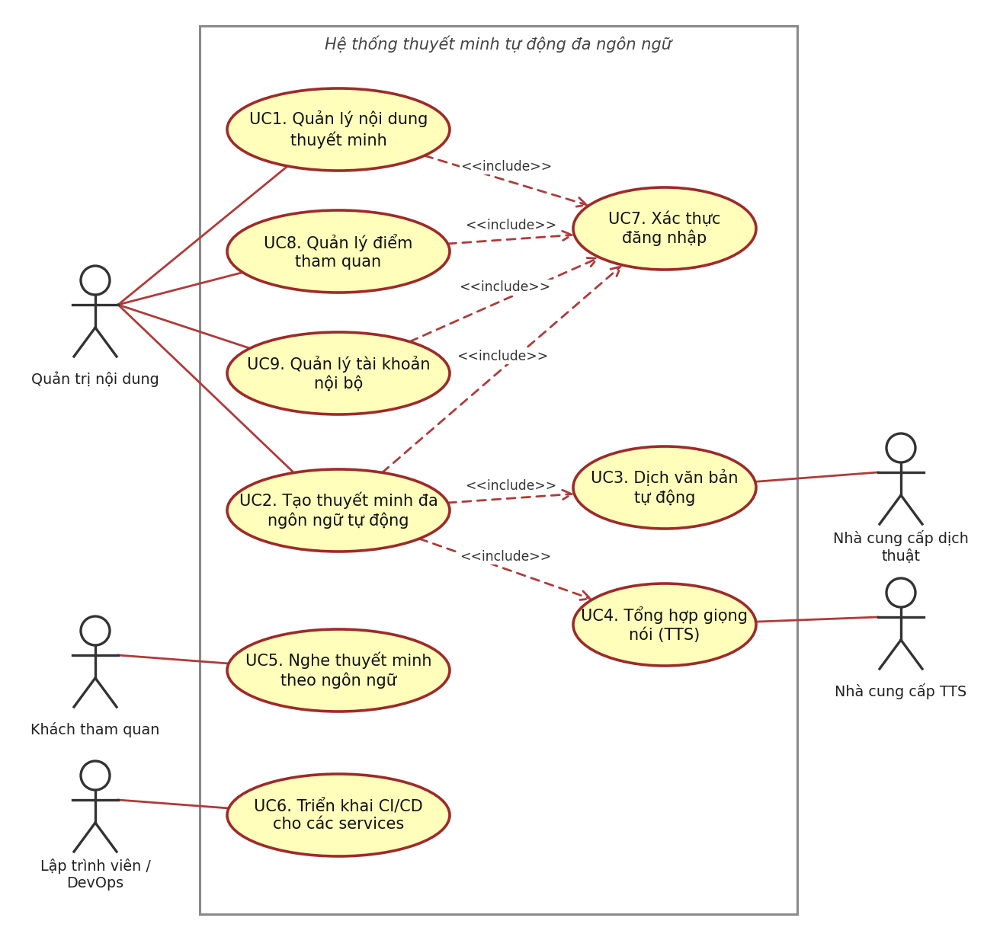 Hệ thống thuyết minh tự động đa ngôn ngữ
UC1. Quản lý nội dung
thuyết minh
<<include>>
UC7. Xác thực
đăng nhập
<<include>>
UC8. Quản lý điểm
tham quan
<<include>>
UC9. Quản lý tài khoản
nội bộ
<<include>>
Quản trị nội dung
UC2. Tạo thuyết minh đa
ngôn ngữ tự động
<<include>>
UC3. Dịch văn bản
tự động
Nhà cung cấp dịch
thuật
<<include>>
UC4. Tổng hợp giọng
nói (TTS)
Nhà cung cấp TTS
UC5. Nghe thuyết minh
theo ngôn ngữ
Khách tham quan
UC6. Triển khai CI/CD
cho các services
Lập trình viên /
DevOps